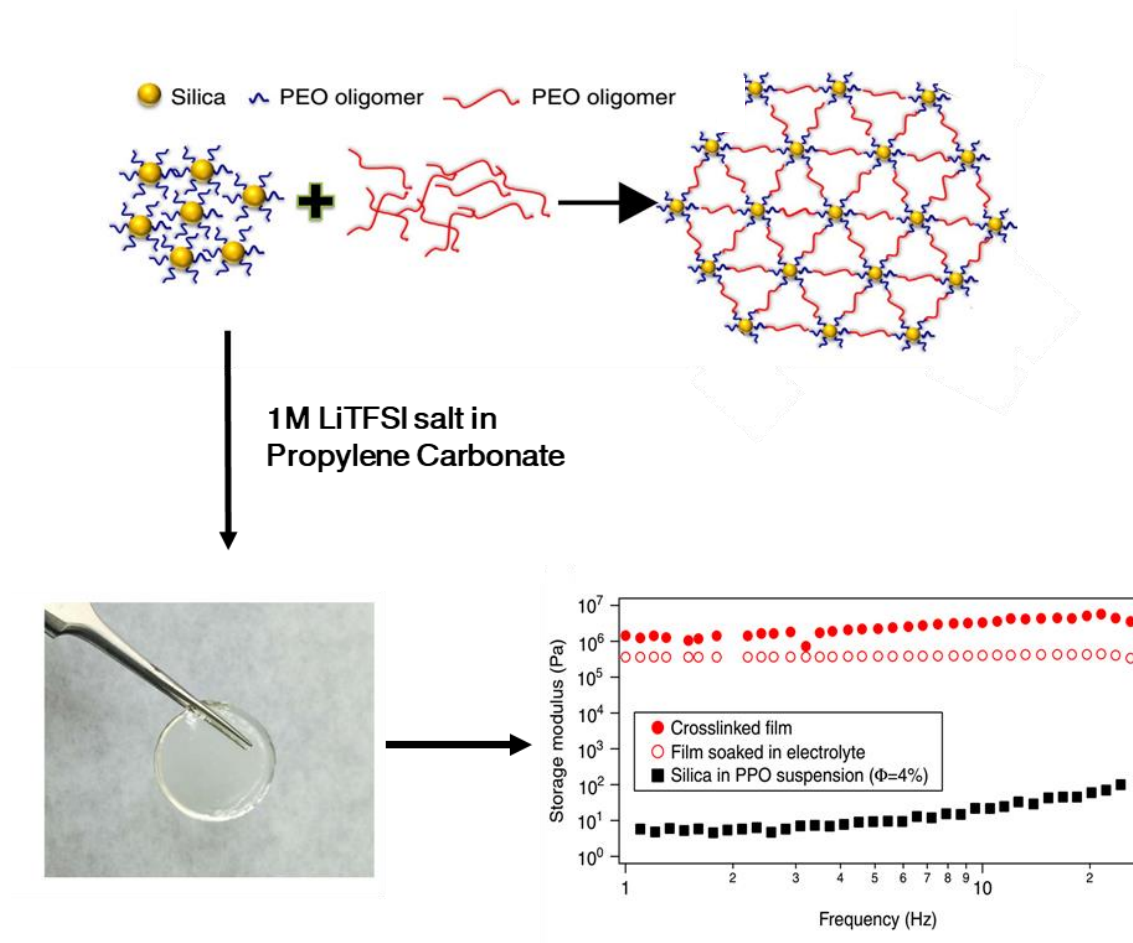 Silica PEO oligomer PEO oligomer
1M LiTFSI salt in
Propylene Carbonate
Storage modulus (Pa)
10⁷
10⁶
10⁵
10⁴
10³
10²
10¹
10⁰
Crosslinked film
Film soaked in electrolyte
Silica in PPO suspension (Φ=4%)
1 2 3 4 5 6 7 8 9 10 2
Frequency (Hz)